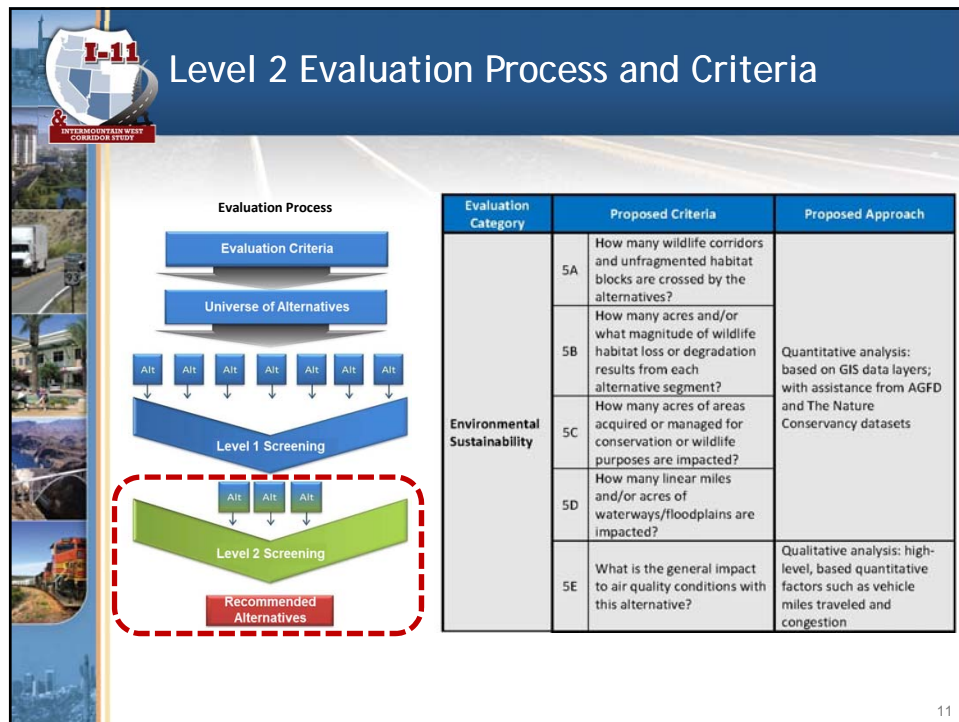 I-11
&
INTERMOUNTAIN WEST
CORRIDOR STUDY
Level 2 Evaluation Process and Criteria
Evaluation Process
Evaluation Criteria
Universe of Alternatives
Alt Alt Alt Alt Alt Alt Alt
Level 1 Screening
Alt Alt Alt
Level 2 Screening
Recommended
Alternatives
Evaluation
Category
Proposed Criteria
Proposed Approach
Environmental
Sustainability
5A
How many wildlife corridors
and unfragmented habitat
blocks are crossed by the
alternatives?
5B
How many acres and/or
what magnitude of wildlife
habitat loss or degradation
results from each
alternative segment?
5C
How many acres of areas
acquired or managed for
conservation or wildlife
purposes are impacted?
5D
How many linear miles
and/or acres of
waterways/floodplains are
impacted?
Quantitative analysis:
based on GIS data layers;
with assistance from AGFD
and The Nature
Conservancy datasets
5E
What is the general impact
to air quality conditions with
this alternative?
Qualitative analysis: high-
level, based quantitative
factors such as vehicle
miles traveled and
congestion
11